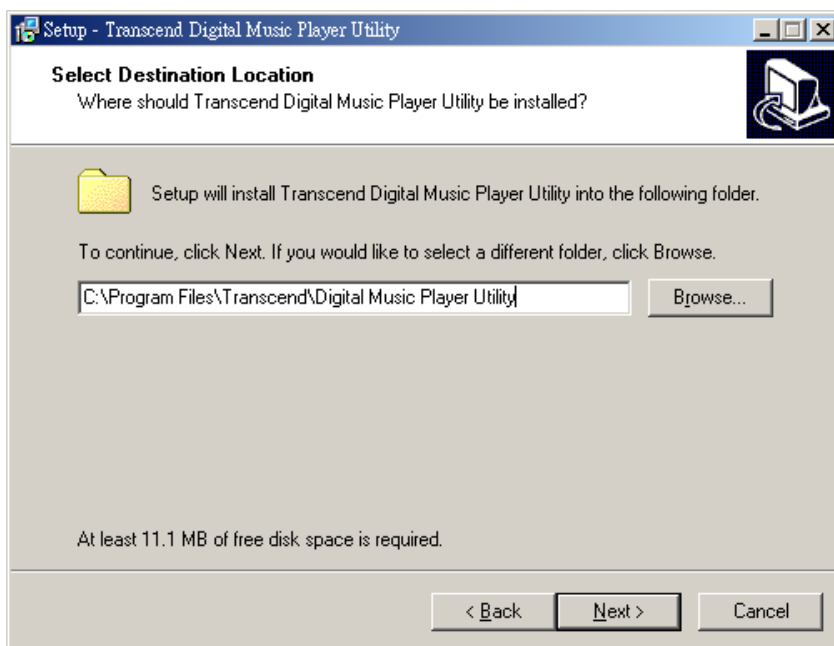 Setup - Transcend Digital Music Player Utility
Select Destination Location
Where should Transcend Digital Music Player Utility be installed?
Setup will install Transcend Digital Music Player Utility into the following folder.
To continue, click Next. If you would like to select a different folder, click Browse.
C:\Program Files\Transcend\Digital Music Player Utility
Browse...
At least 11.1 MB of free disk space is required.
< Back
Next >
Cancel